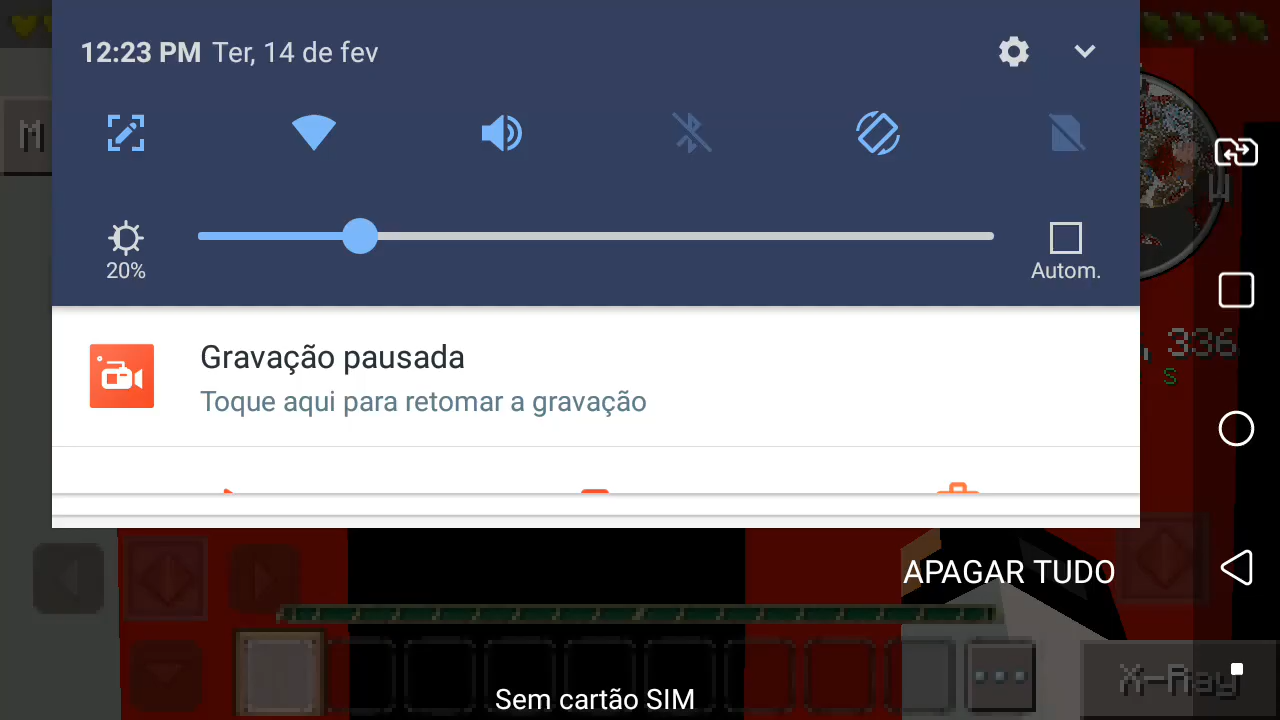 12:23 PM Ter, 14 de fev
M
W
20%
Autom.
336
S
Gravação pausada
Toque aqui para retomar a gravação
APAGAR TUDO
X-Ray
Sem cartão SIM